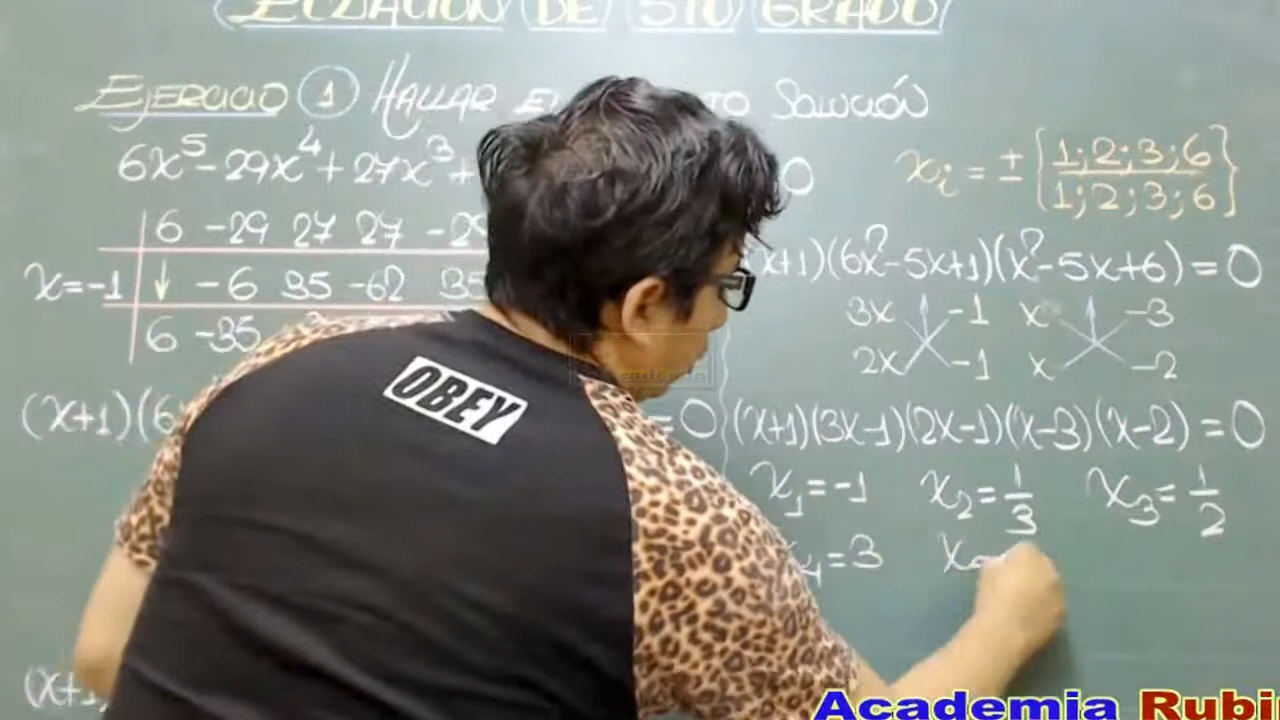 ECUACIÓN DE 5TO GRADO
EJERCICIO 1 HALLAR SOLUCIÓN
6x⁵-29x⁴+27x³+ 0
6 -29 27 27 -29
x=-1 ↓ -6 35 -62 35
6 -35
(x+1)(6 =0
(x+1
xi=±{1;2;3;6/1;2;3;6}
(x+1)(6x²-5x+1)(x²-5x+6)=0
3x -1 x -3
2x -1 x -2
(x+1)(3x-1)(2x-1)(x-3)(x-2)=0
x₁=-1 x₂=1/3 x₃=1/2
x₄=3 x
OBEY
Academia Rubi